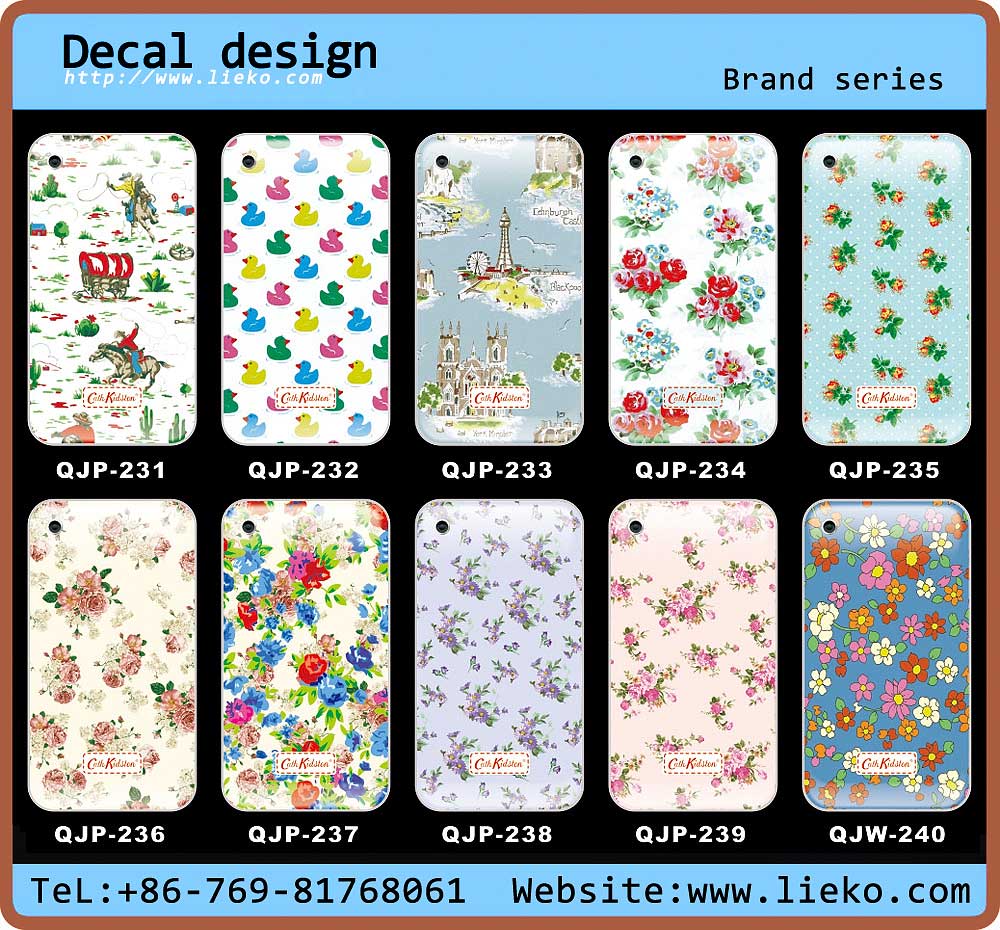 Decal design
http://www.lieko.com
Brand series
Edinburgh
Castle
Blackpool
York Minster
Cath Kidston
Cath Kidston
Cath Kidston
Cath Kidston
Cath Kidston
QJP-231
QJP-232
QJP-233
QJP-234
QJP-235
Cath Kidston
Cath Kidston
Cath Kidston
Cath Kidston
Cath Kidston
QJP-236
QJP-237
QJP-238
QJP-239
QJW-240
TeL:+86-769-81768061 Website:www.lieko.com